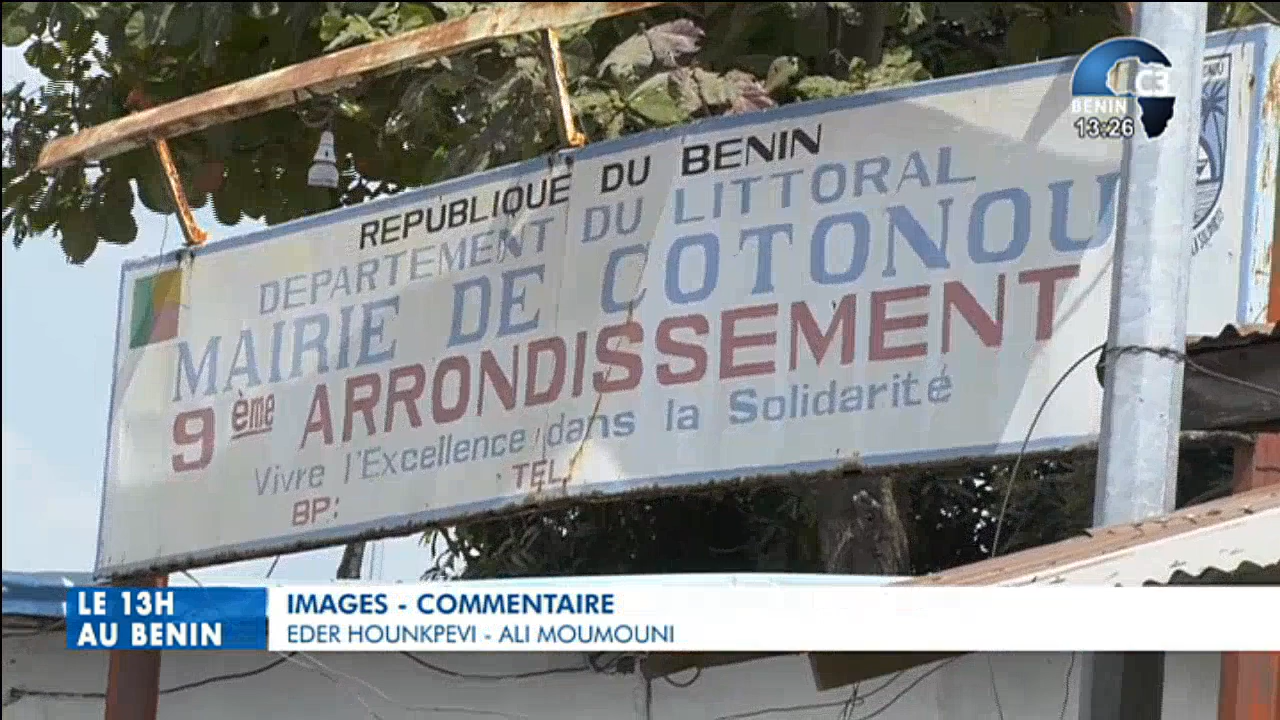 REPUBLIQUE DU BENIN
DEPARTEMENT DU LITTORAL
MAIRIE DE COTONOU
9ème ARRONDISSEMENT
Vivre l'Excellence dans la Solidarité
BP: TEL
BENIN C3
13:26
LE 13H
AU BENIN
IMAGES - COMMENTAIRE
EDER HOUNKPEVI - ALI MOUMOUNI